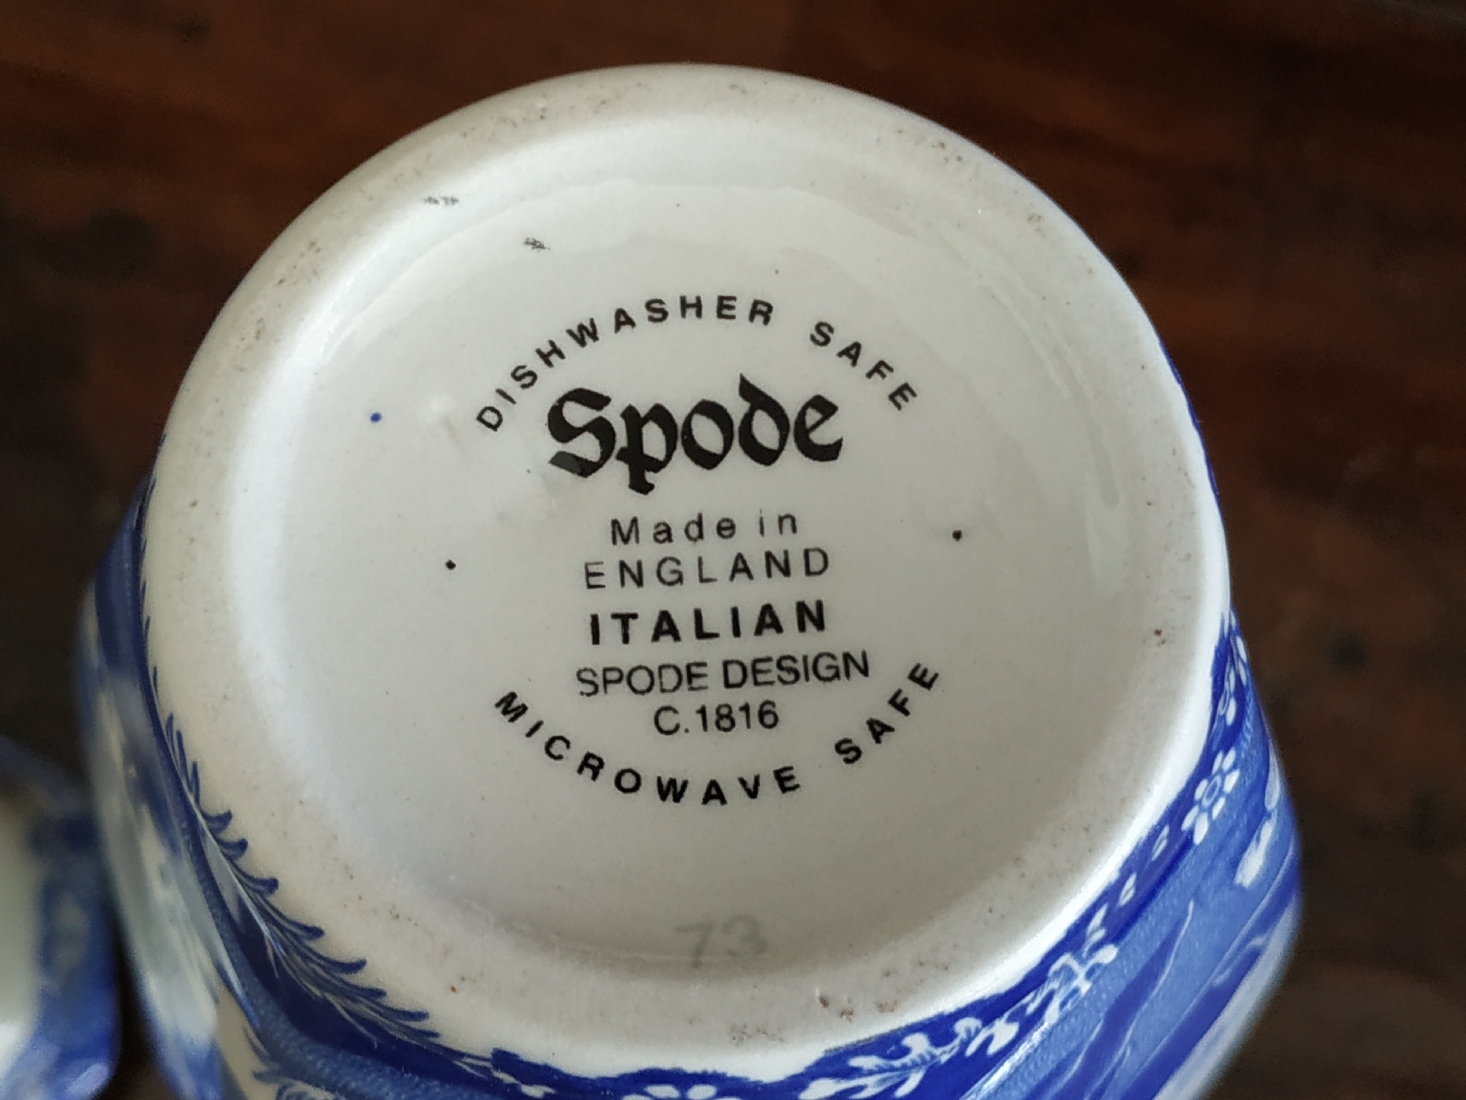 DISHWASHER SAFE
Spode
Made in
ENGLAND
ITALIAN
SPODE DESIGN
C.1816
MICROWAVE SAFE
73